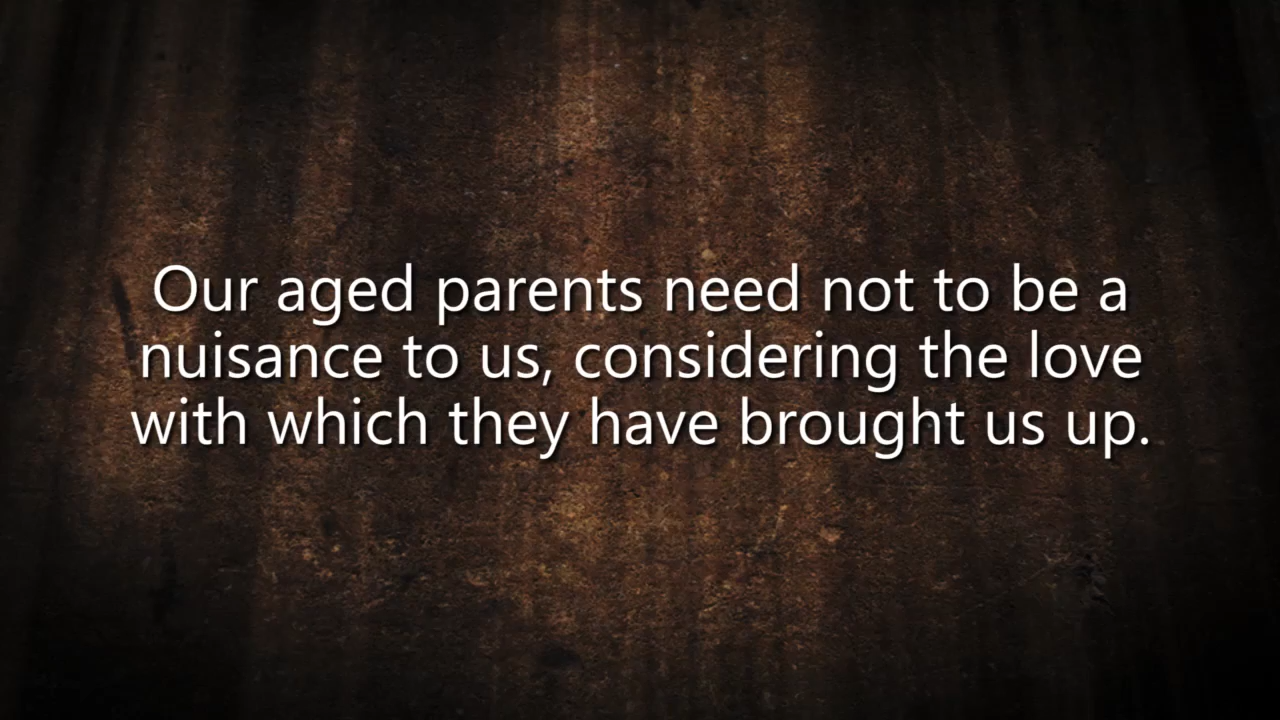 Our aged parents need not to be a
nuisance to us, considering the love
with which they have brought us up.